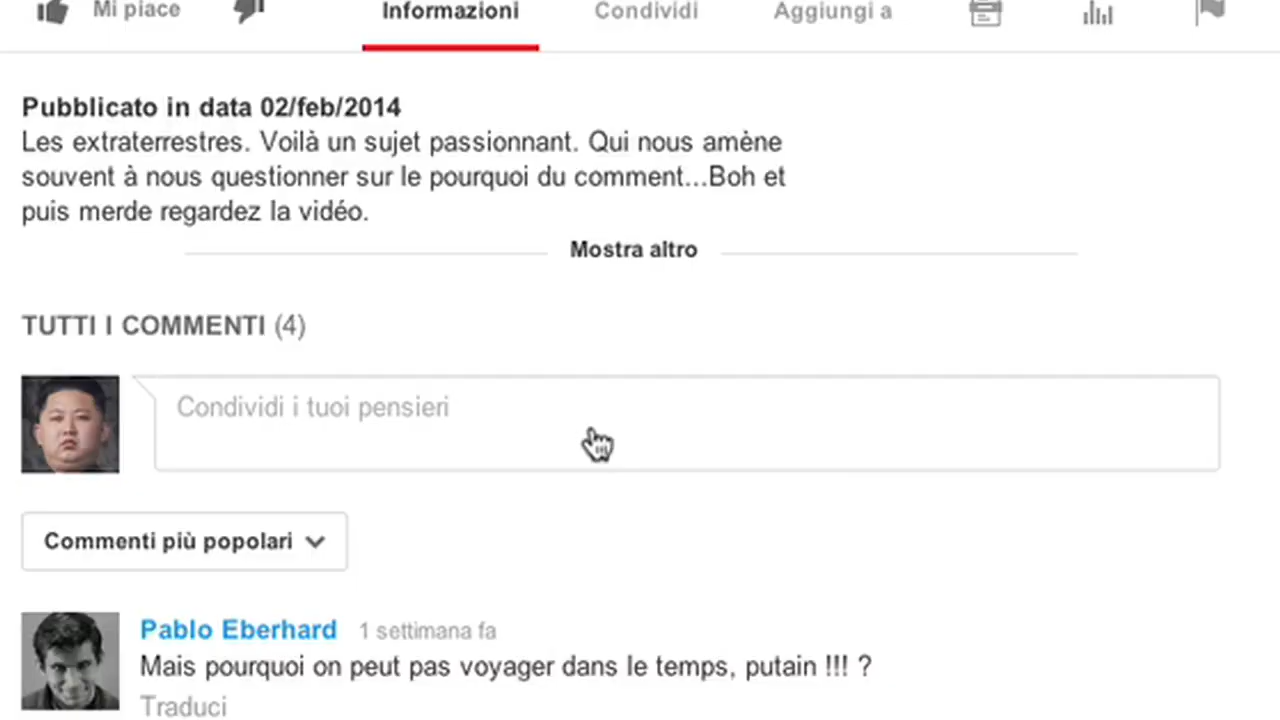 Mi piace
Informazioni
Condividi
Aggiungi a
Pubblicato in data 02/feb/2014
Les extraterrestres. Voilà un sujet passionnant. Qui nous amène
souvent à nous questionner sur le pourquoi du comment...Boh et
puis merde regardez la vidéo.
Mostra altro
TUTTI I COMMENTI (4)
Condividi i tuoi pensieri
Commenti più popolari
Pablo Eberhard 1 settimana fa
Mais pourquoi on peut pas voyager dans le temps, putain !!! ?
Traduci